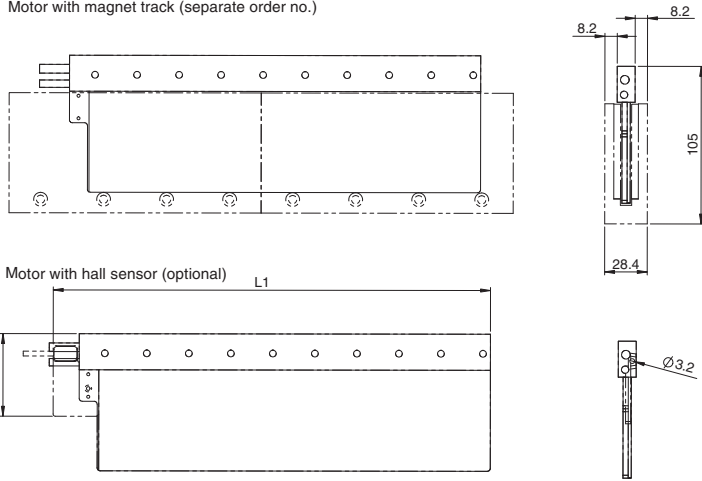 Motor with magnet track (separate order no.)
8.2
8.2
105
28.4
Motor with hall sensor (optional)
L1
Ø3.2